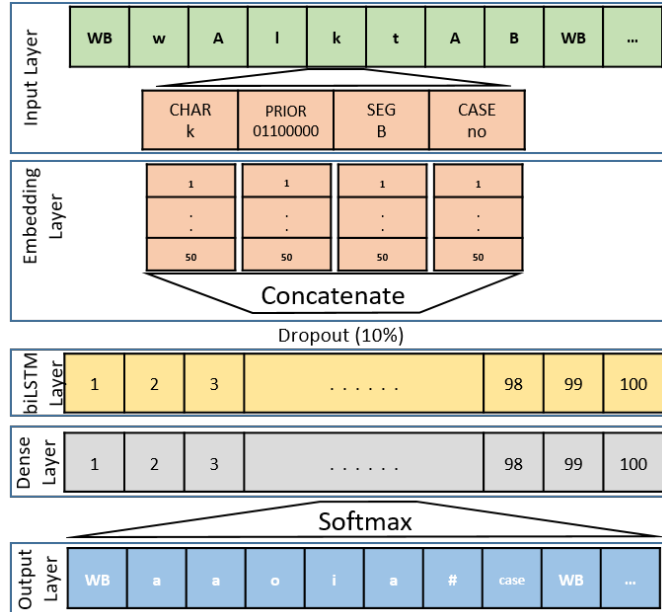 Input Layer
WB w A l k t A B WB ...
CHAR PRIOR SEG CASE
k 01100000 B no
Embedding Layer
1 1 1 1
. . . .
. . . .
50 50 50 50
Concatenate
Dropout (10%)
biLSTM Layer
1 2 3 . . . . . . 98 99 100
Dense Layer
1 2 3 . . . . . . 98 99 100
Softmax
Output Layer
WB a a o i a # case WB ...